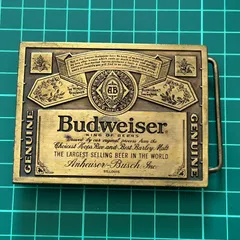 AB
GENUINE
Budweiser
KING OF BEERS
Brewed by our original process from the
Choicest Hops, Rice and Best Barley Malt
THE LARGEST SELLING BEER IN THE WORLD
Anheuser-Busch, Inc.
GENUINE